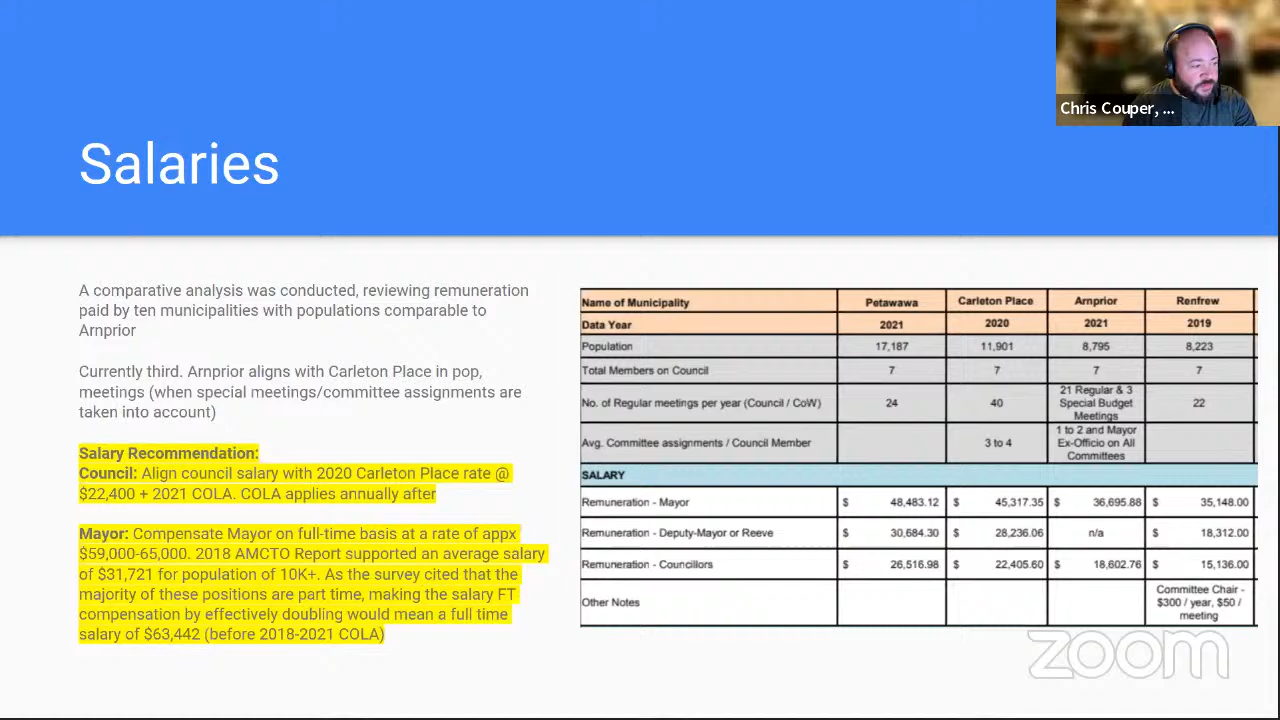 Chris Couper, ...
Salaries
A comparative analysis was conducted, reviewing remuneration
paid by ten municipalities with populations comparable to
Arnprior
Currently third. Arnprior aligns with Carleton Place in pop,
meetings (when special meetings/committee assignments are
taken into account)
Salary Recommendation:
Council: Align council salary with 2020 Carleton Place rate @
$22,400 + 2021 COLA. COLA applies annually after
Mayor: Compensate Mayor on full-time basis at a rate of appx
$59,000-65,000. 2018 AMCTO Report supported an average salary
of $31,721 for population of 10K+. As the survey cited that the
majority of these positions are part time, making the salary FT
compensation by effectively doubling would mean a full time
salary of $63,442 (before 2018-2021 COLA)
Name of Municipality Petawawa Carleton Place Arnprior Renfrew
Data Year 2021 2020 2021 2019
Population 17,187 11,901 8,795 8,223
Total Members on Council 7 7 7 7
No. of Regular meetings per year (Council / CoW) 24 40 21 Regular & 3 Special Budget Meetings 22
Avg. Committee assignments / Council Member 3 to 4 1 to 2 and Mayor Ex-Officio on All Committees
SALARY
Remuneration - Mayor $ 48,483.12 $ 45,317.35 $ 36,695.88 $ 35,148.00
Remuneration - Deputy-Mayor or Reeve $ 30,684.30 $ 28,236.06 n/a $ 18,312.00
Remuneration - Councillors $ 26,516.98 $ 22,405.60 $ 18,602.76 $ 15,136.00
Other Notes Committee Chair - $300 / year, $50 / meeting
zoom